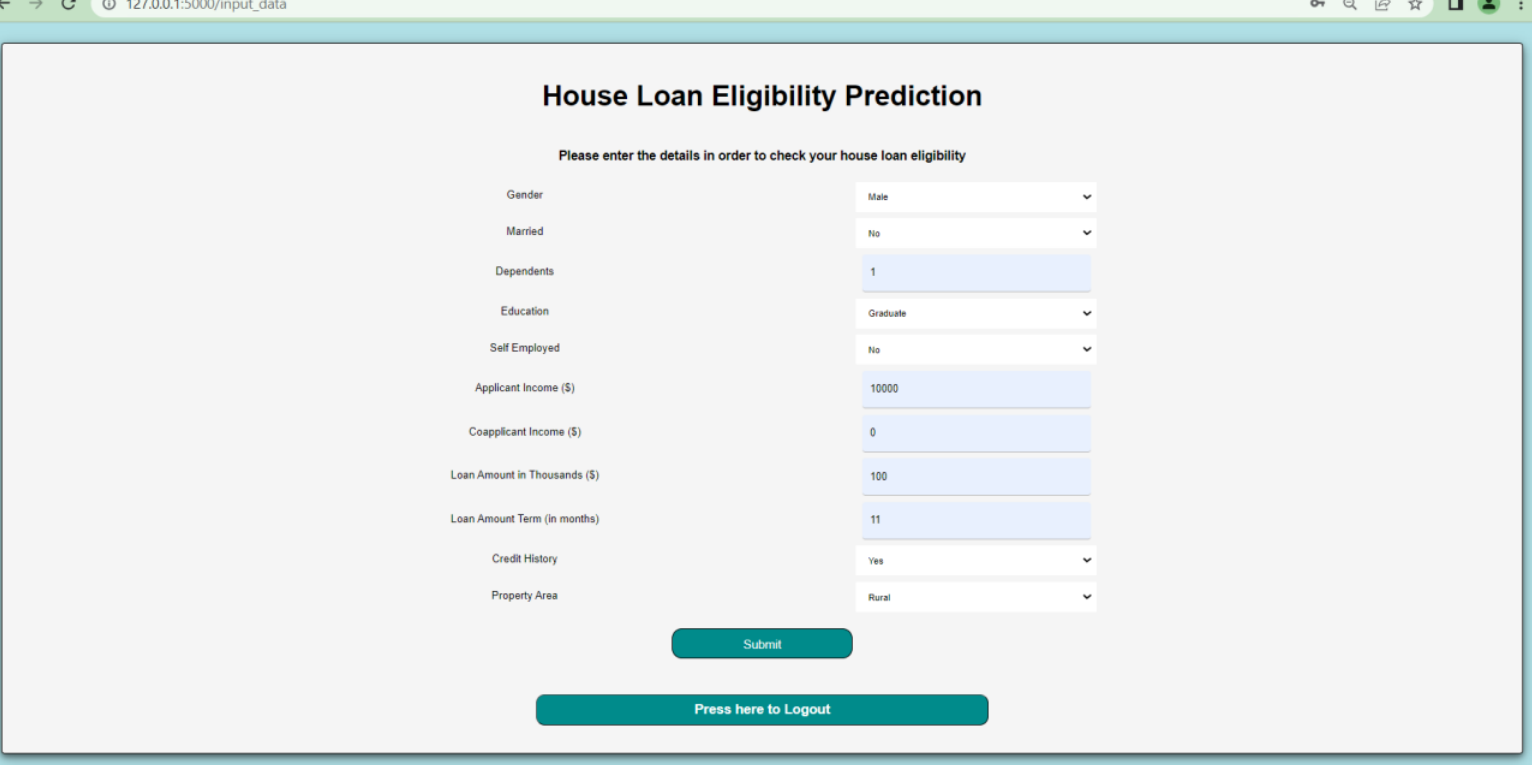 127.0.0.1:5000/input_data
House Loan Eligibility Prediction
Please enter the details in order to check your house loan eligibility
Gender Male
Married No
Dependents 1
Education Graduate
Self Employed No
Applicant Income ($) 10000
Coapplicant Income ($) 0
Loan Amount in Thousands ($) 100
Loan Amount Term (in months) 11
Credit History Yes
Property Area Rural
Submit
Press here to Logout